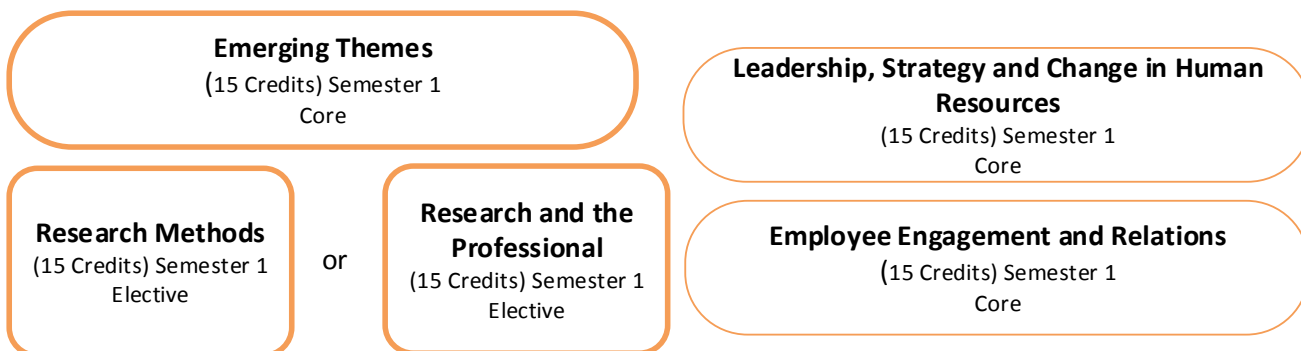 Emerging Themes
(15 Credits) Semester 1
Core
Leadership, Strategy and Change in Human
Resources
(15 Credits) Semester 1
Core
Research Methods
(15 Credits) Semester 1
Elective
or
Research and the
Professional
(15 Credits) Semester 1
Elective
Employee Engagement and Relations
(15 Credits) Semester 1
Core